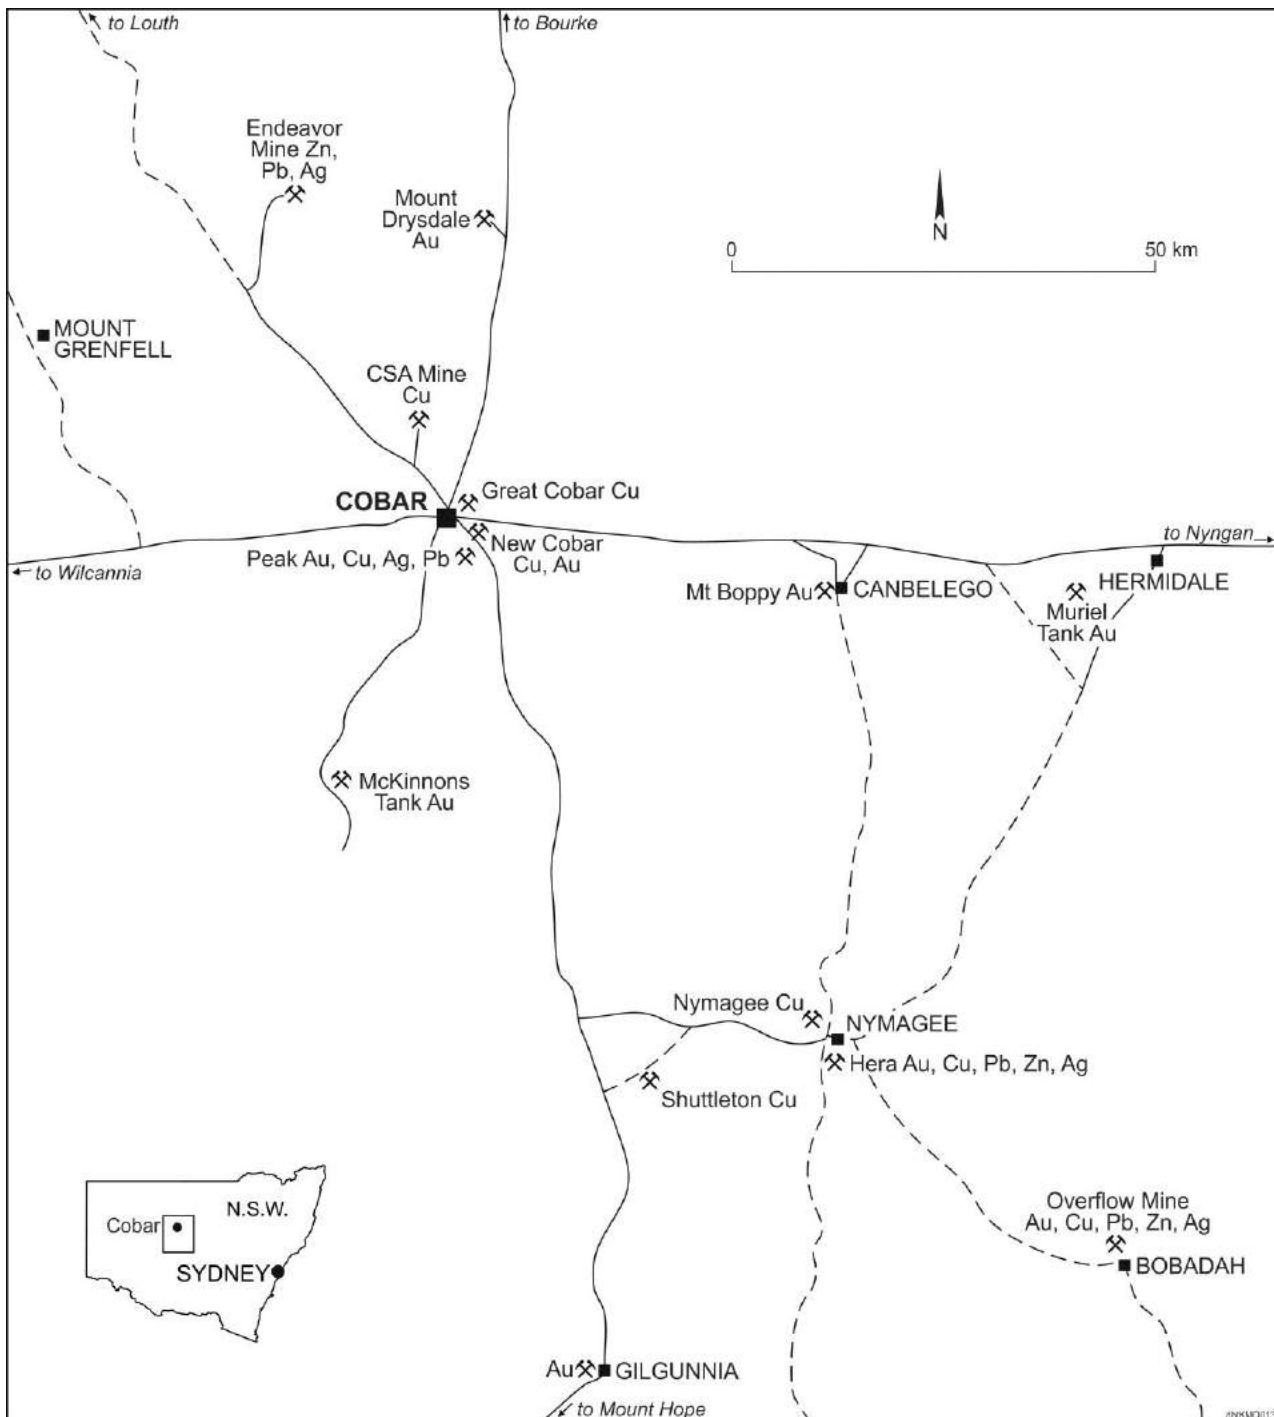 to Louth
to Bourke
Endeavor
Mine Zn,
Pb, Ag
Mount
Drysdale
Au
N
0
50 km
MOUNT
GRENFELL
CSA Mine
Cu
COBAR
Great Cobar Cu
New Cobar
Cu, Au
Peak Au, Cu, Ag, Pb
to Wilcannia
to Nyngan
Mt Boppy Au
CANBELEGO
HERMIDALE
Muriel
Tank Au
McKinnons
Tank Au
Nymagee Cu
NYMAGEE
Hera Au, Cu, Pb, Zn, Ag
Shuttleton Cu
N.S.W.
Cobar
SYDNEY
Overflow Mine
Au, Cu, Pb, Zn, Ag
BOBADAH
Au
GILGUNNIA
to Mount Hope